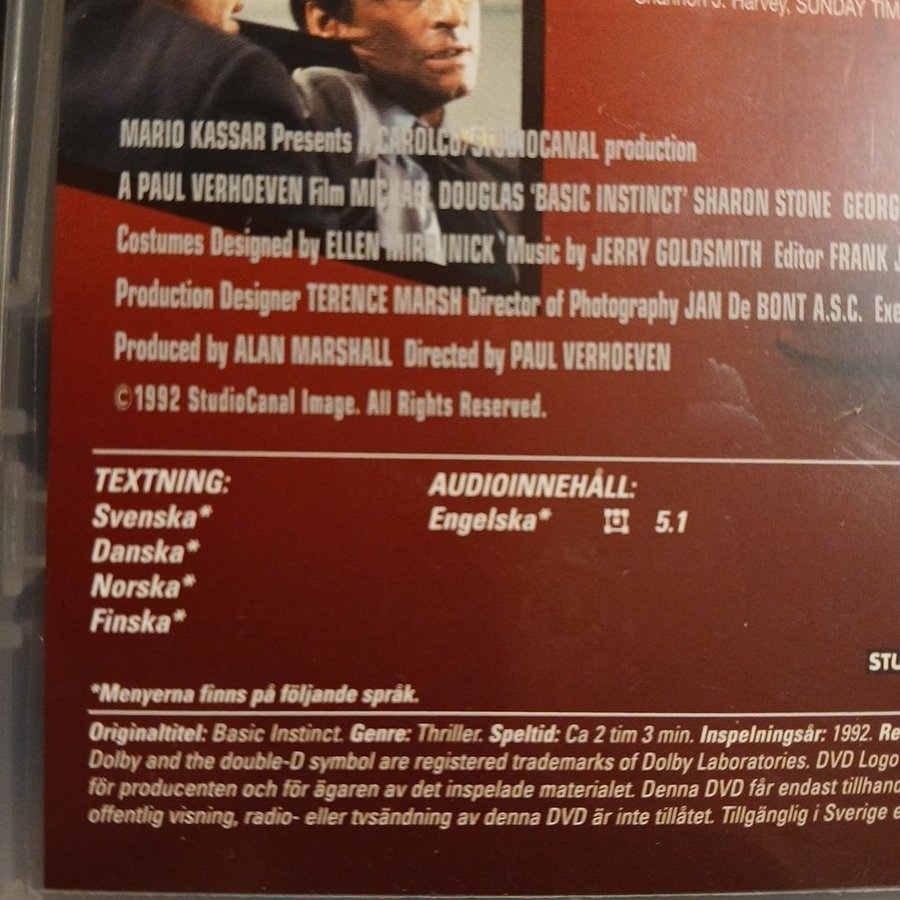 Shannon J. Harvey, SUNDAY TIM
MARIO KASSAR Presents A CAROLCO/STUDIOCANAL production
A PAUL VERHOEVEN Film MICHAEL DOUGLAS 'BASIC INSTINCT' SHARON STONE GEORG
Costumes Designed by ELLEN MIROJNICK Music by JERRY GOLDSMITH Editor FRANK J
Production Designer TERENCE MARSH Director of Photography JAN De BONT A.S.C. Exe
Produced by ALAN MARSHALL Directed by PAUL VERHOEVEN
©1992 StudioCanal Image. All Rights Reserved.
TEXTNING:
Svenska*
Danska*
Norska*
Finska*
AUDIOINNEHÅLL:
Engelska* 5.1
STU
*Menyerna finns på följande språk.
Originaltitel: Basic Instinct. Genre: Thriller. Speltid: Ca 2 tim 3 min. Inspelningsår: 1992. Re
Dolby and the double-D symbol are registered trademarks of Dolby Laboratories. DVD Logo
för producenten och för ägaren av det inspelade materialet. Denna DVD får endast tillhand
offentlig visning, radio- eller tvsändning av denna DVD är inte tillåtet. Tillgänglig i Sverige e